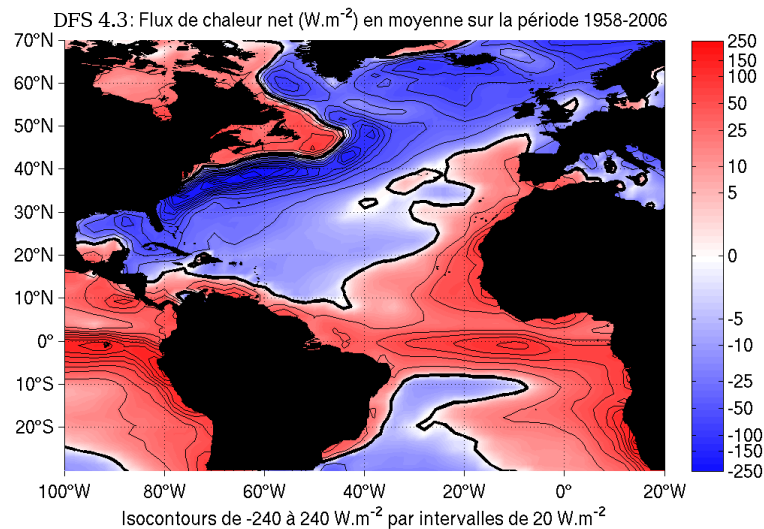 DFS 4.3: Flux de chaleur net (W.m⁻²) en moyenne sur la période 1958-2006
70°N
60°N
50°N
40°N
30°N
20°N
10°N
0°
10°S
20°S
100°W 80°W 60°W 40°W 20°W 0° 20°W
250
150
100
50
25
10
5
0
-5
-10
-25
-50
-100
-150
-250
Isocontours de -240 à 240 W.m⁻² par intervalles de 20 W.m⁻²